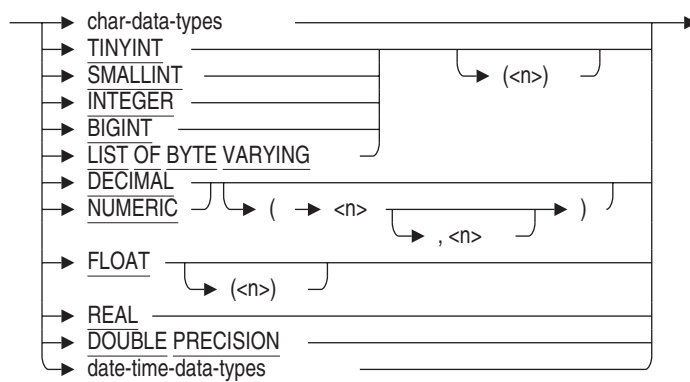 char-data-types
TINYINT
SMALLINT
(<n>)
INTEGER
BIGINT
LIST OF BYTE VARYING
DECIMAL
NUMERIC
( <n> )
, <n>
FLOAT
(<n>)
REAL
DOUBLE PRECISION
date-time-data-types